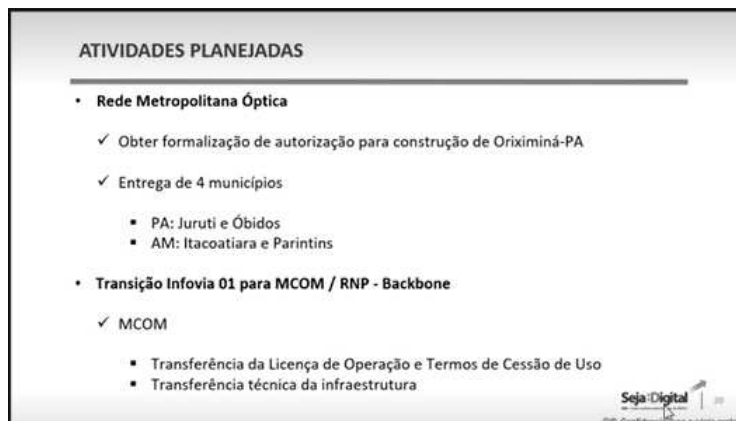 ATIVIDADES PLANEJADAS
• Rede Metropolitana Óptica
✓ Obter formalização de autorização para construção de Oriximiná-PA
✓ Entrega de 4 municípios
▪ PA: Juruti e Óbidos
▪ AM: Itacoatiara e Parintins
• Transição Infovia 01 para MCOM / RNP - Backbone
✓ MCOM
▪ Transferência da Licença de Operação e Termos de Cessão de Uso
▪ Transferência técnica da infraestrutura
Seja Digital